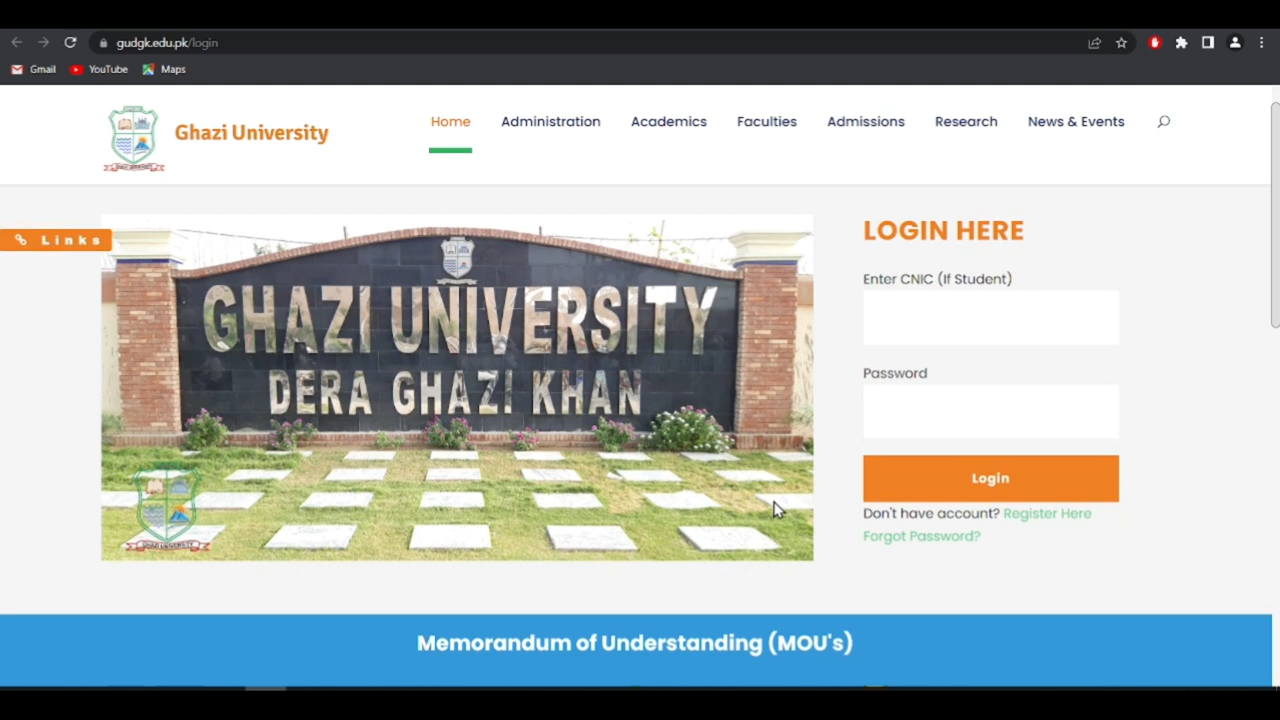 gudgk.edu.pk/login
Gmail YouTube Maps
Ghazi University
Home Administration Academics Faculties Admissions Research News & Events
Links
GHAZI UNIVERSITY
DERA GHAZI KHAN
GHAZI UNIVERSITY
LOGIN HERE
Enter CNIC (If Student)
Password
Login
Don't have account? Register Here
Forgot Password?
Memorandum of Understanding (MOU's)